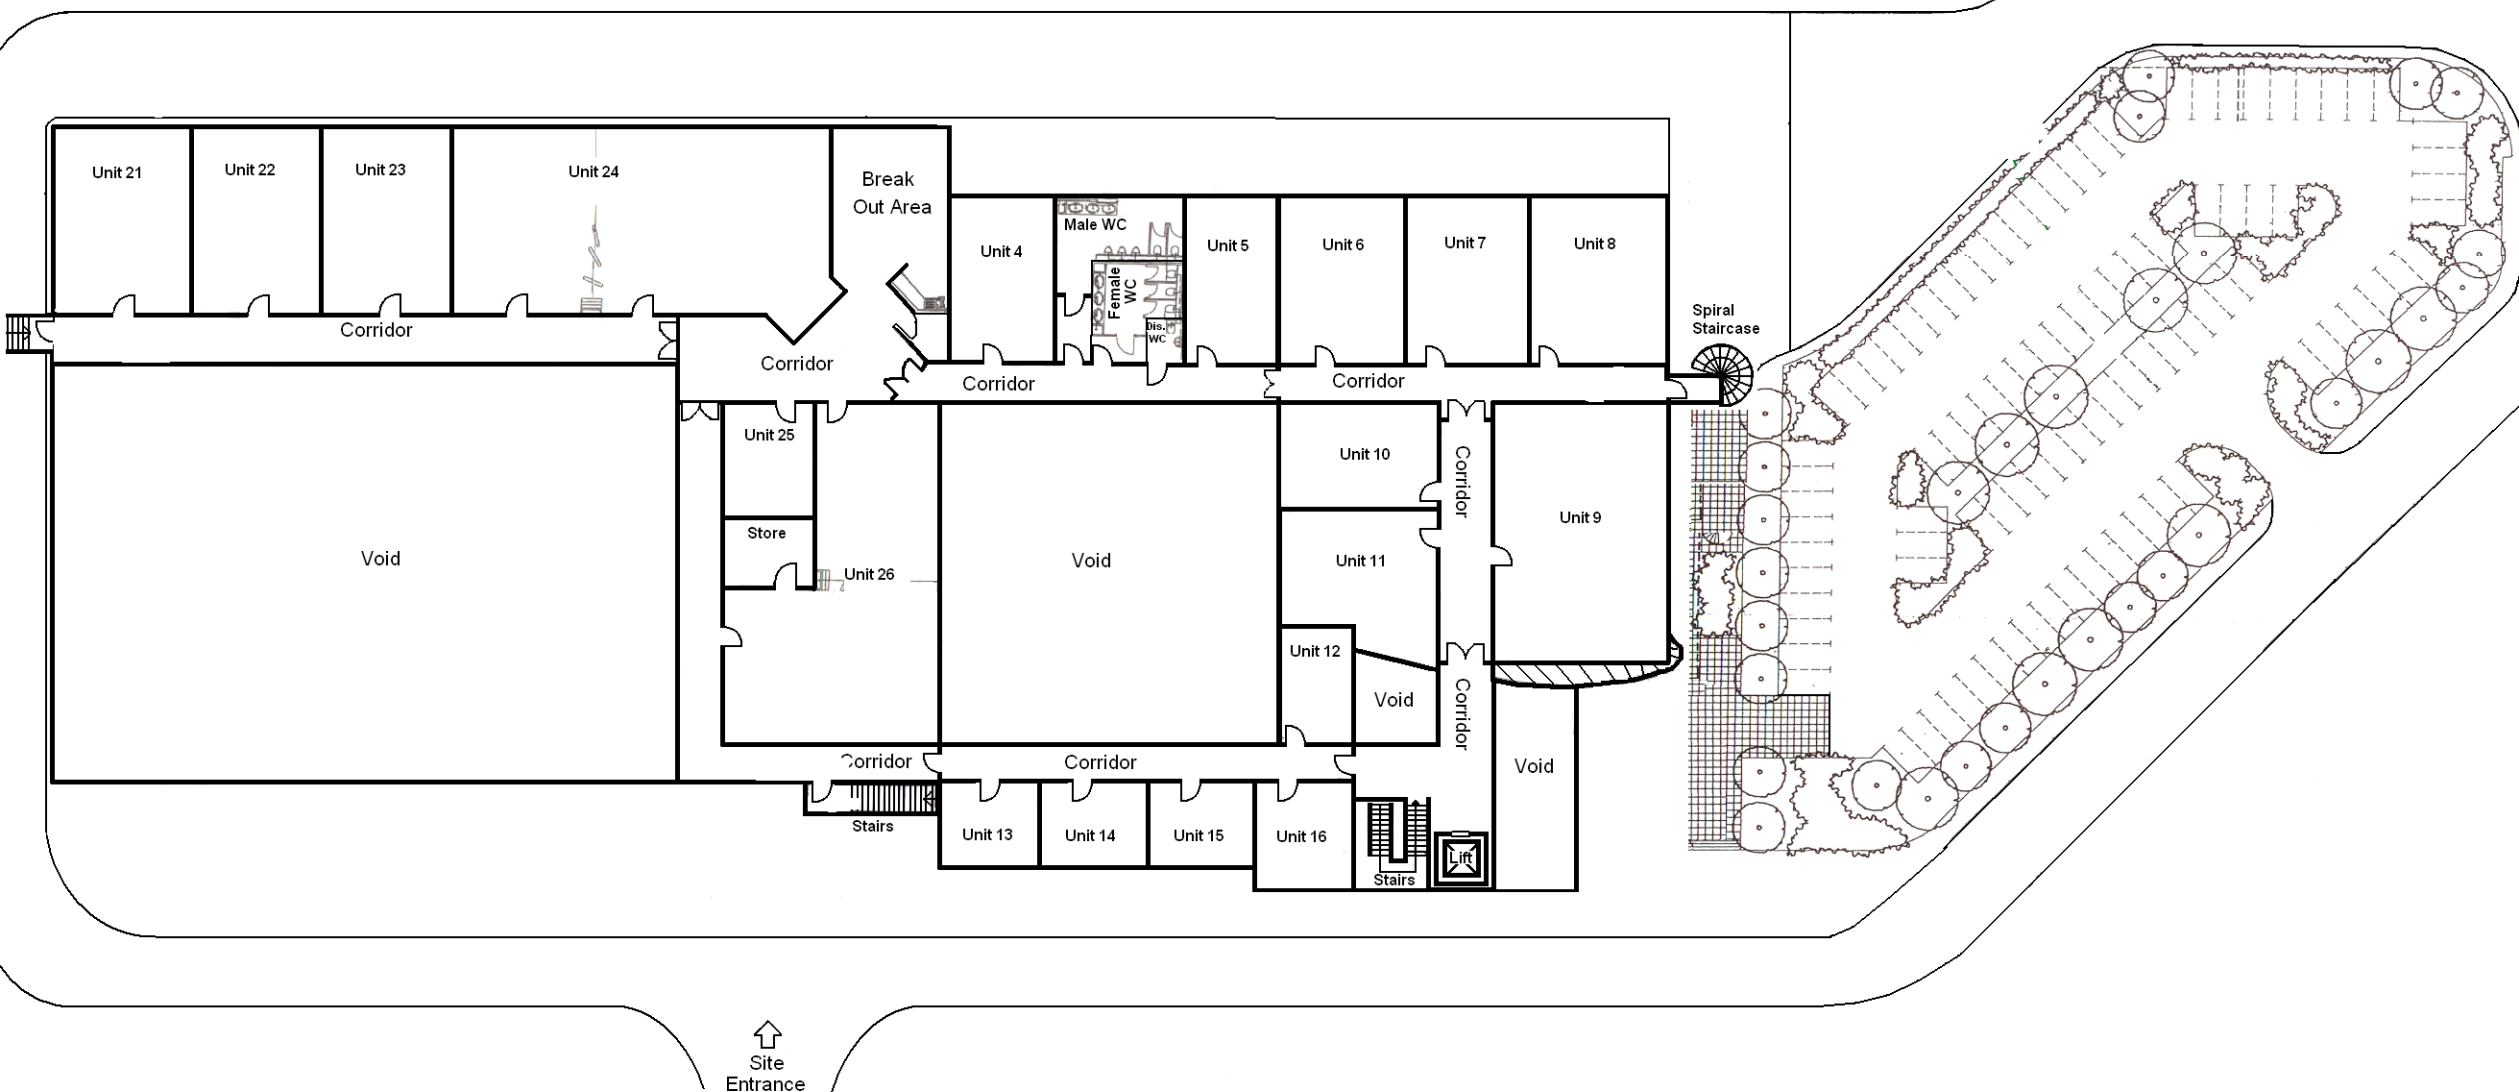 Unit 21
Unit 22
Unit 23
Unit 24
Break
Out Area
Unit 4
Male WC
Female
WC
Dis.
WC
Unit 5
Unit 6
Unit 7
Unit 8
Spiral
Staircase
Corridor
Corridor
Corridor
Corridor
Unit 25
Store
Unit 26
Void
Void
Unit 10
Corridor
Unit 9
Unit 11
Unit 12
Void
Corridor
Void
Corridor
Corridor
Stairs
Unit 13
Unit 14
Unit 15
Unit 16
Stairs
Lift
Site
Entrance